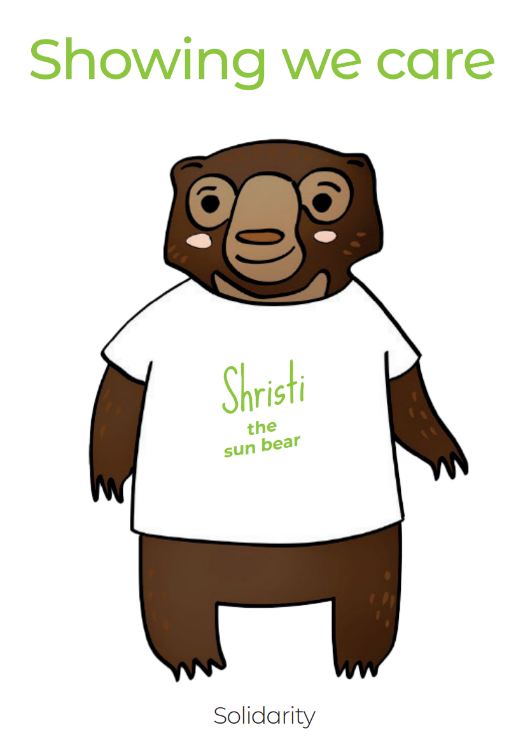 Showing we care
Shristi
the
sun bear
Solidarity